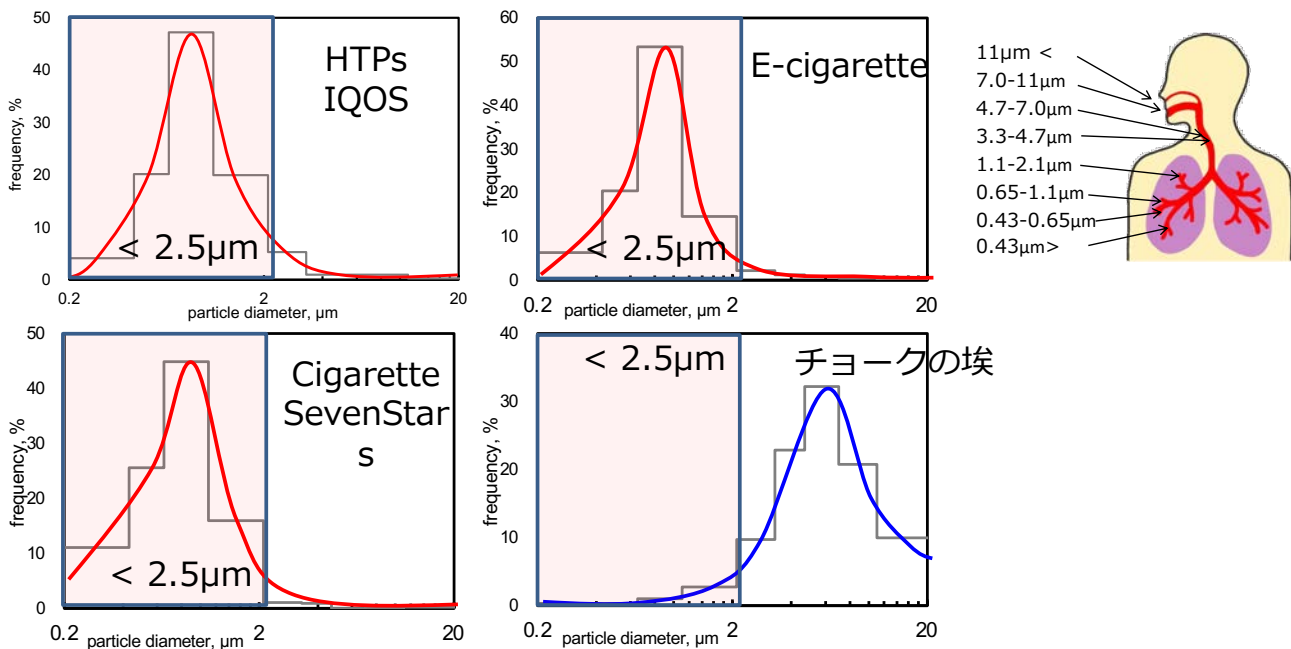 50
40
30
20
10
0
frequency, %
HTPs
IQOS
< 2.5μm
0.2
2
20
particle diameter, μm
60
50
40
30
20
10
0
frequency, %
E-cigarette
< 2.5μm
0.2
2
20
particle diameter, μm
11μm <
7.0-11μm
4.7-7.0μm
3.3-4.7μm
1.1-2.1μm
0.65-1.1μm
0.43-0.65μm
0.43μm>
50
40
30
20
10
0
frequency, %
Cigarette
SevenStar
s
< 2.5μm
0.2
2
20
particle diameter, μm
40
30
20
10
0
frequency, %
< 2.5μm
チョークの埃
0.2
2
20
particle diameter, μm